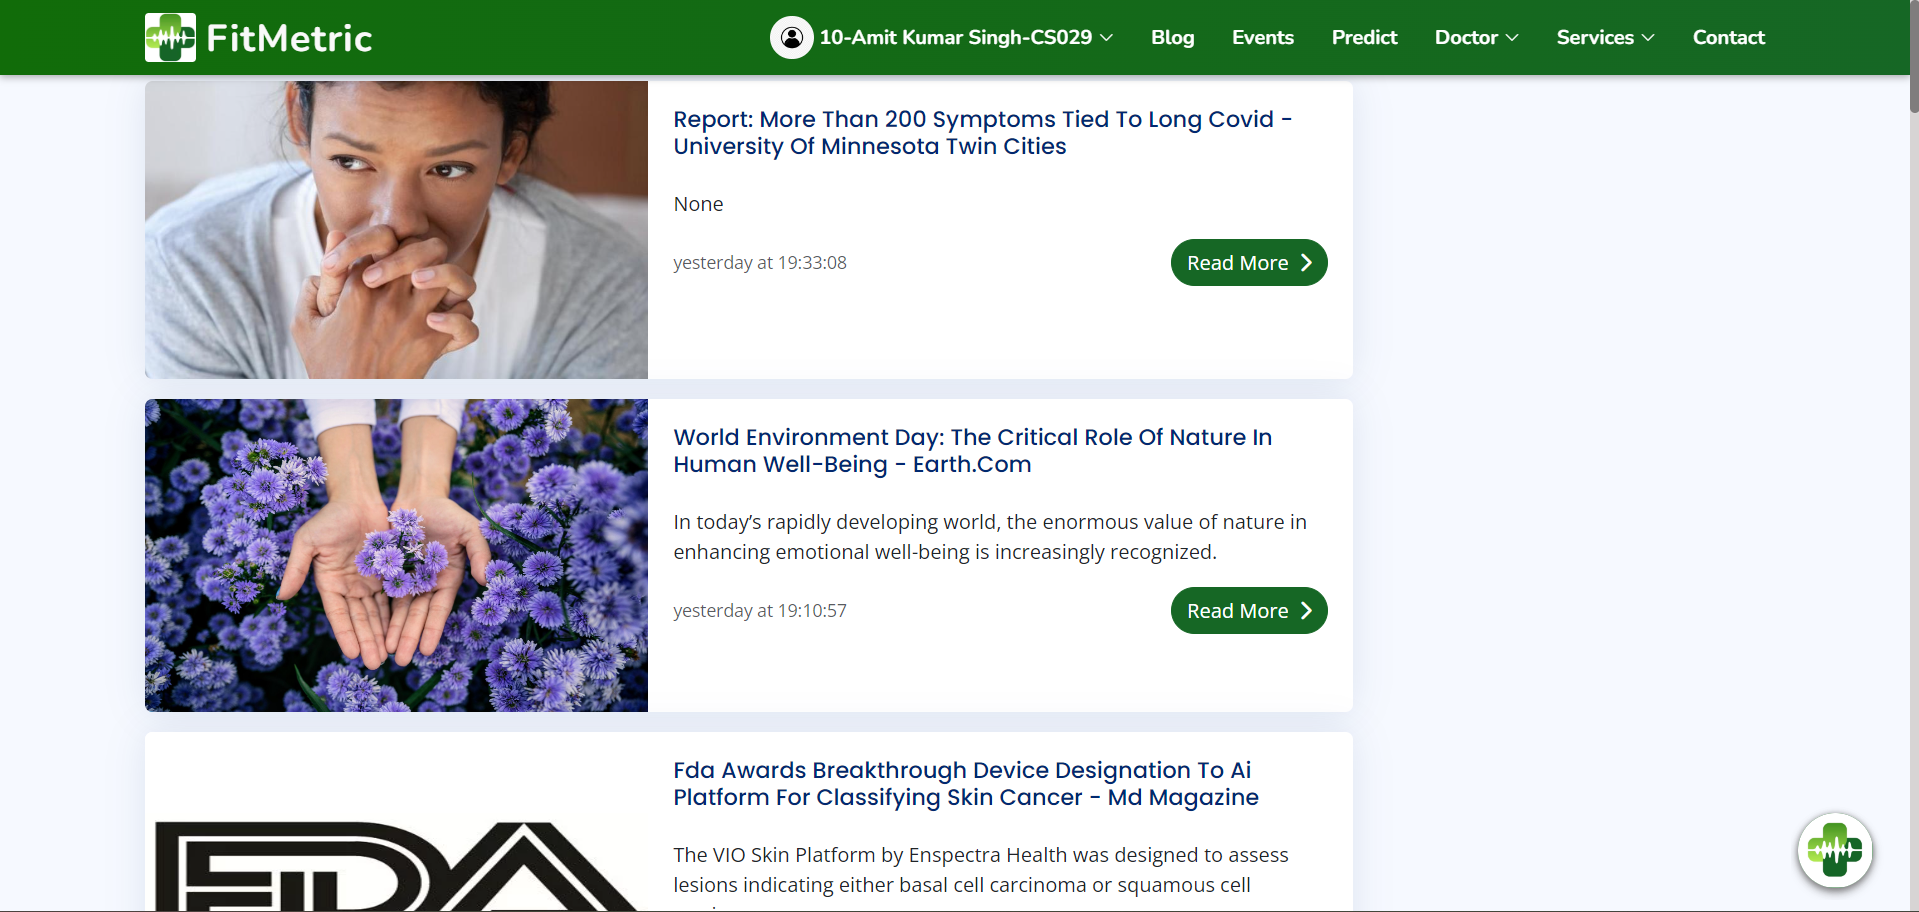 FitMetric
10-Amit Kumar Singh-CS029
Blog
Events
Predict
Doctor
Services
Contact
Report: More Than 200 Symptoms Tied To Long Covid -
University Of Minnesota Twin Cities
None
yesterday at 19:33:08
Read More
World Environment Day: The Critical Role Of Nature In
Human Well-Being - Earth.Com
In today’s rapidly developing world, the enormous value of nature in
enhancing emotional well-being is increasingly recognized.
yesterday at 19:10:57
Read More
FDA
Fda Awards Breakthrough Device Designation To Ai
Platform For Classifying Skin Cancer - Md Magazine
The VIO Skin Platform by Enspectra Health was designed to assess
lesions indicating either basal cell carcinoma or squamous cell